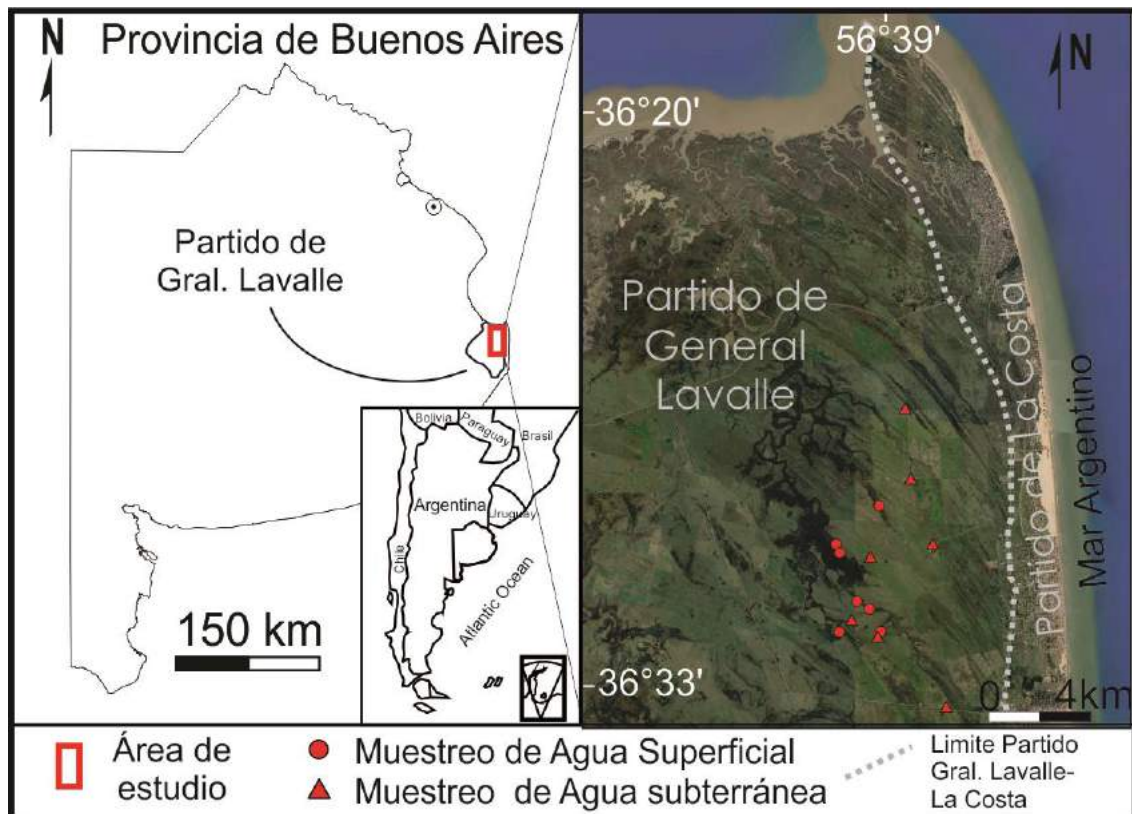 N
Provincia de Buenos Aires
Partido de
Gral. Lavalle
150 km
Bolivia
Paraguay
Brasil
Argentina
Uruguay
Chile
Atlantic Ocean
56°39'
N
-36°20'
Partido de
General
Lavalle
Partido de la Costa
Mar Argentino
-36°33'
0 4km
Área de
estudio
Muestreo de Agua Superficial
Muestreo de Agua subterránea
Limite Partido
Gral. Lavalle-
La Costa